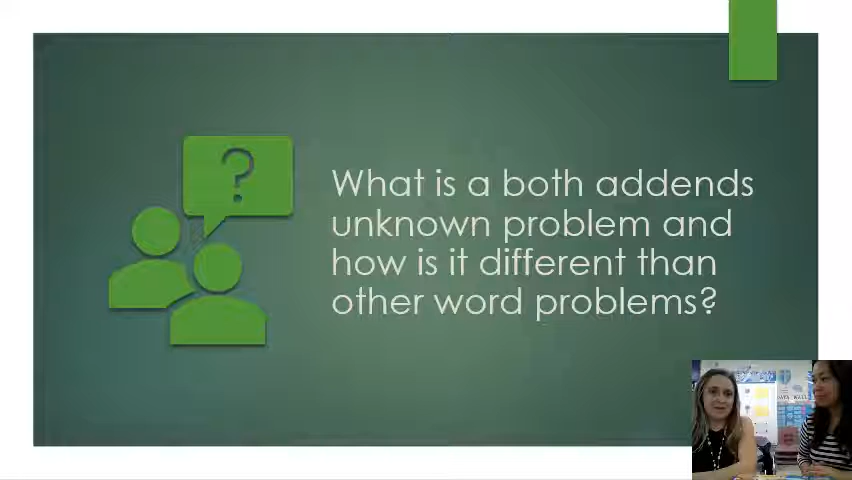 ?
What is a both addends
unknown problem and
how is it different than
other word problems?